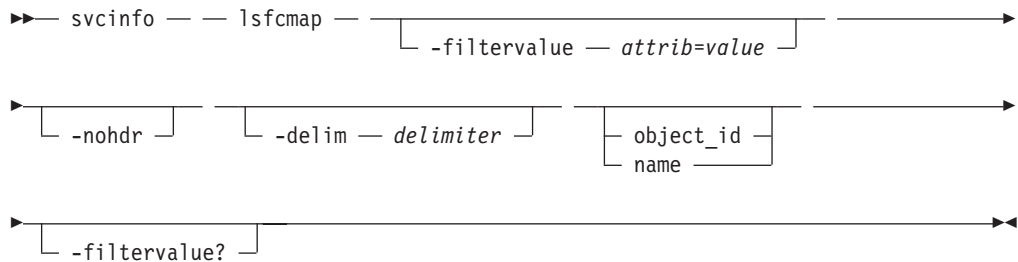 svcinfo lsfcmap
-filtervalue attrib=value
-nohdr -delim delimiter object_id
name
-filtervalue?